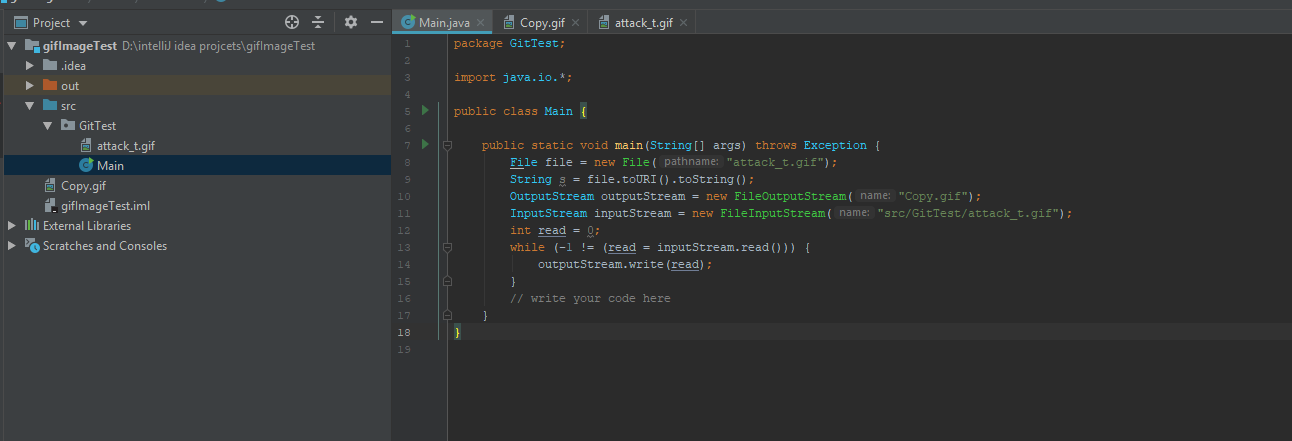 Project
gifImageTest D:\intelliJ idea projcets\gifImageTest
.idea
out
src
GitTest
attack_t.gif
Main
Copy.gif
gifImageTest.iml
External Libraries
Scratches and Consoles
Main.java × Copy.gif × attack_t.gif ×
1 package GitTest;
2
3 import java.io.*;
4
5 public class Main {
6
7 public static void main(String[] args) throws Exception {
8 File file = new File( pathname: "attack_t.gif");
9 String s = file.toURI().toString();
10 OutputStream outputStream = new FileOutputStream( name: "Copy.gif");
11 InputStream inputStream = new FileInputStream( name: "src/GitTest/attack_t.gif");
12 int read = 0;
13 while (-1 != (read = inputStream.read())) {
14 outputStream.write(read);
15 }
16 // write your code here
17 }
18 }
19